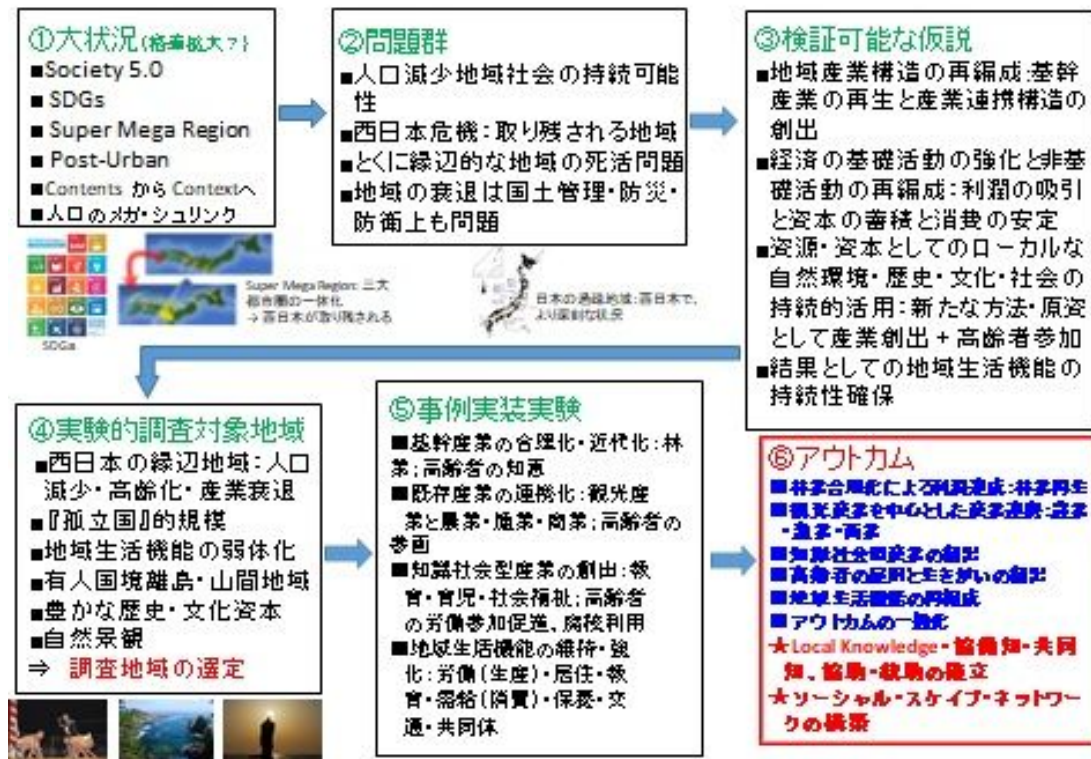 ①大状況(格差拡大?)
■Society 5.0
■ SDGs
■ Super Mega Region
■ Post-Urban
■Contents から Contextへ
■人口のメガ・シュリンク
SDGs
Super Mega Region: 三大
都市圏の一体化
→ 西日本が取り残される
②問題群
■人口減少地域社会の持続可能
性
■西日本危機：取り残される地域
■とくに縁辺的な地域の死活問題
■地域の衰退は国土管理・防災・
防衛上も問題
日本の過疎地域：西日本で、
より深刻な状況
③検証可能な仮説
■地域産業構造の再編成：基幹
産業の再生と産業連携構造の
創出
■経済の基礎活動の強化と非基
礎活動の再編成：利潤の吸引
と資本の蓄積と消費の安定
■資源・資本としてのローカルな
自然環境・歴史・文化・社会の
持続的活用：新たな方法・原資
として産業創出＋高齢者参加
■結果としての地域生活機能の
持続性確保
④実験的調査対象地域
■西日本の縁辺地域：人口
減少・高齢化・産業衰退
■『孤立国』的規模
■地域生活機能の弱体化
■有人国境離島・山間地域
■豊かな歴史・文化資本
■自然景観
⇒ 調査地域の選定
⑤事例実装実験
■基幹産業の合理化・近代化：林
業；高齢者の知恵
■既存産業の連機化：観光産
業と農業・漁業・商業；高齢者の
参画
■知識社会型産業の創出：教
育・育児・社会福祉；高齢者
の労働参加促進、廃校利用
■地域生活機能の維持・強
化：労働(生産)・居住・教
育・需給(消費)・保養・交
通・共同体
⑥アウトカム
■林業合理化による利潤達成：林業再生
■観光産業を中心とした産業連携：農業
・漁業・商業
■知識社会型産業の創出
■高齢者の活用と生きがいの創出
■地域生活機能の再編成
■アウトカムの一般化
★Local Knowledge・協働知・共同
知、協助・共助の確立
★ソーシャル・スケイプ・ネットワー
クの構築